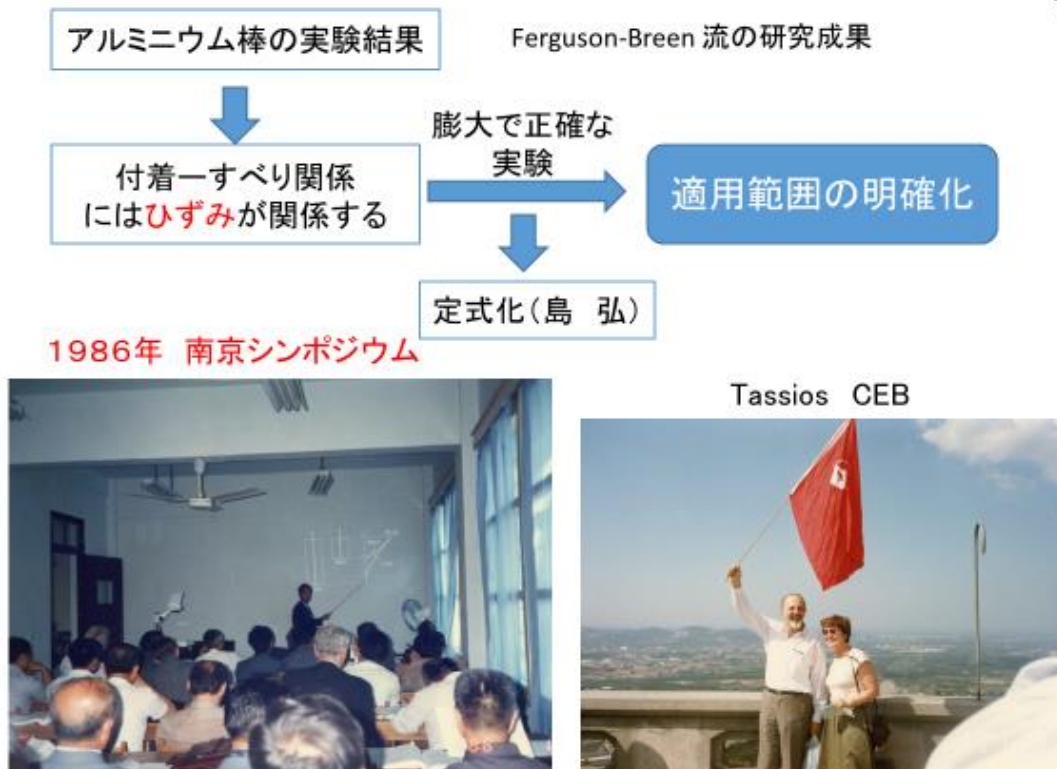 アルミニウム棒の実験結果
Ferguson-Breen 流の研究成果
膨大で正確な
実験
付着ーすべり関係
にはひずみが関係する
適用範囲の明確化
定式化(島　弘)
1986年　南京シンポジウム
Tassios　CEB